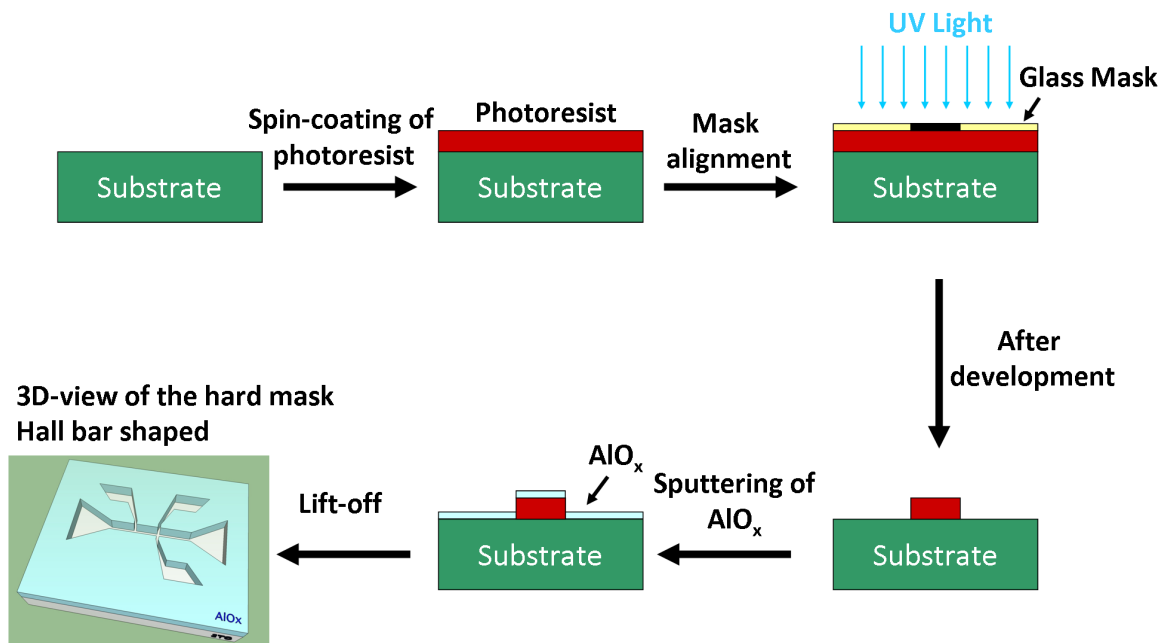 UV Light
Glass Mask
Spin-coating of
photoresist
Photoresist
Mask
alignment
Substrate
Substrate
Substrate
After
development
3D-view of the hard mask
Hall bar shaped
AlOx
STO
Lift-off
AlOₓ
Substrate
Sputtering of
AlOₓ
Substrate